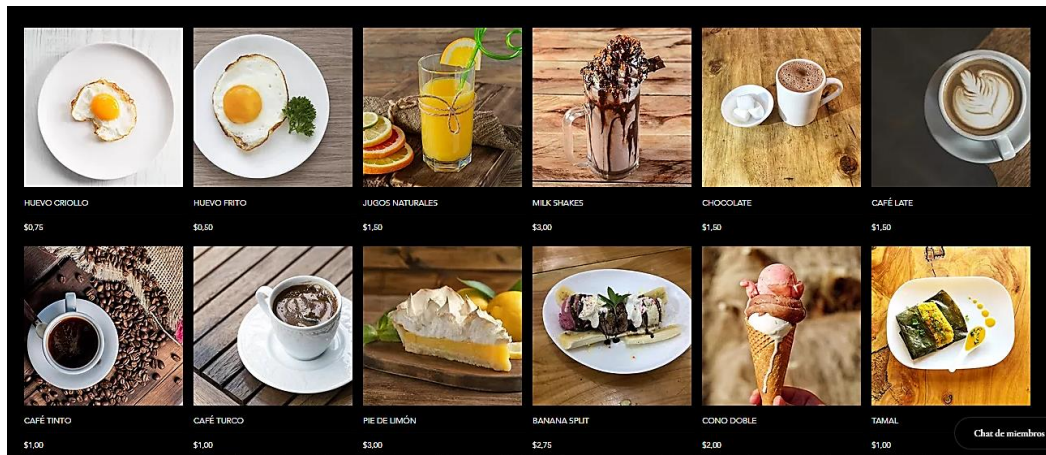 HUEVO CRIOLLO
$0,75
HUEVO FRITO
$0,50
JUGOS NATURALES
$1,50
MILK SHAKES
$3,00
CHOCOLATE
$1,50
CAFÉ LATE
$1,50
CAFÉ TINTO
$1,00
CAFÉ TURCO
$1,00
PIE DE LIMÓN
$3,00
BANANA SPLIT
$2,75
CONO DOBLE
$2,00
TAMAL
$1,00
Chat de miembros